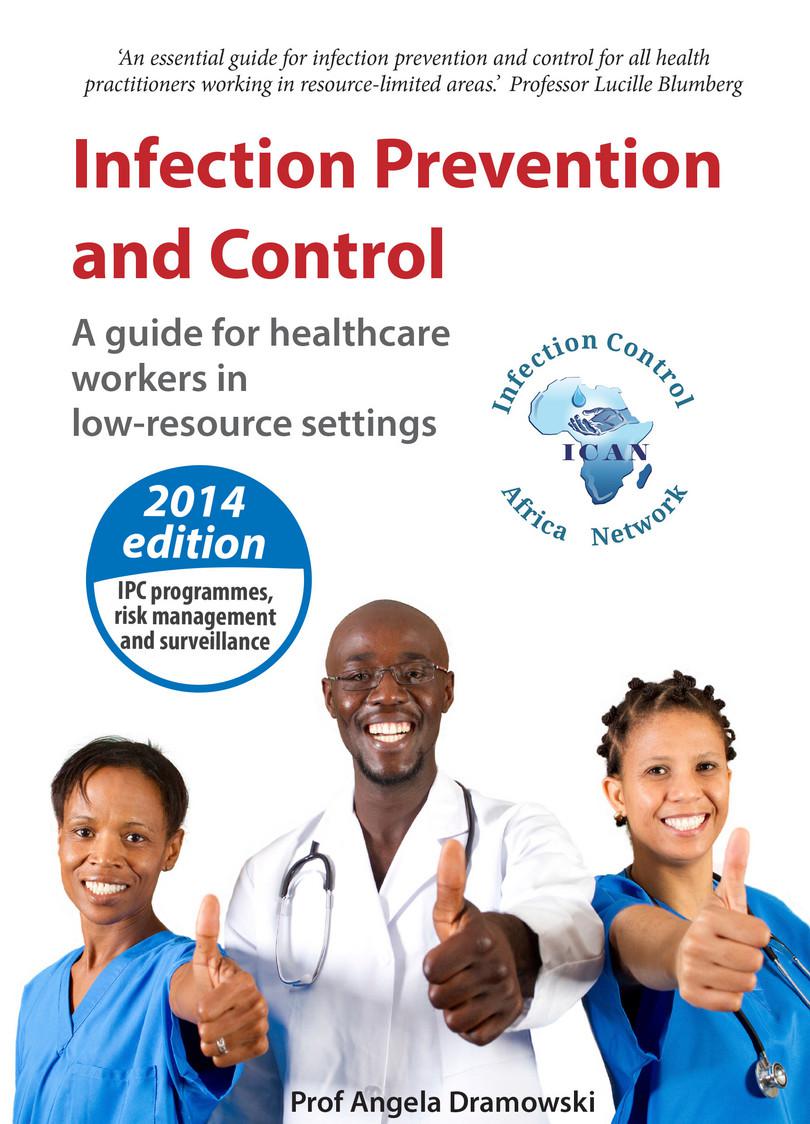 ‘An essential guide for infection prevention and control for all health
practitioners working in resource-limited areas.’ Professor Lucille Blumberg
Infection Prevention
and Control
A guide for healthcare
workers in
low-resource settings
Infection Control
ICAN
Africa Network
2014
edition
IPC programmes,
risk management
and surveillance
Prof Angela Dramowski